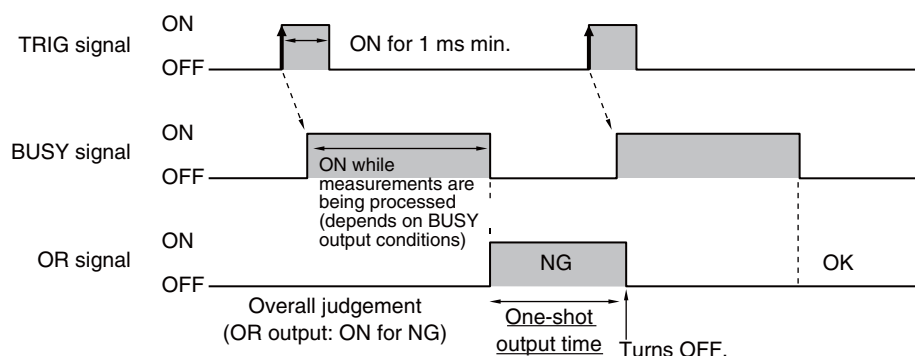 ON
TRIG signal
ON for 1 ms min.
OFF
ON
BUSY signal
OFF
ON while
measurements are
being processed
(depends on BUSY
output conditions)
ON
OR signal
NG
OK
OFF
Overall judgement
(OR output: ON for NG)
One-shot
output time
Turns OFF.